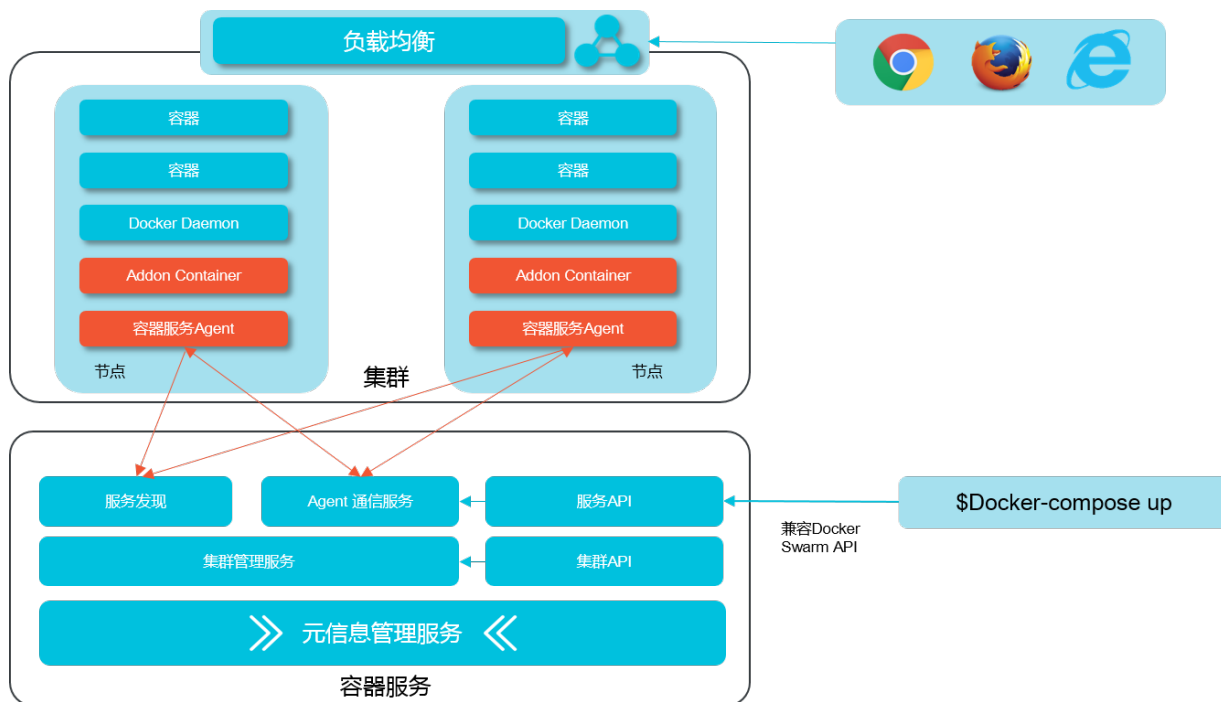 负载均衡
容器
容器
Docker Daemon
Addon Container
容器服务Agent
节点
容器
容器
Docker Daemon
Addon Container
容器服务Agent
节点
集群
服务发现
Agent 通信服务
服务API
集群管理服务
集群API
元信息管理服务
容器服务
兼容Docker
Swarm API
$Docker-compose up